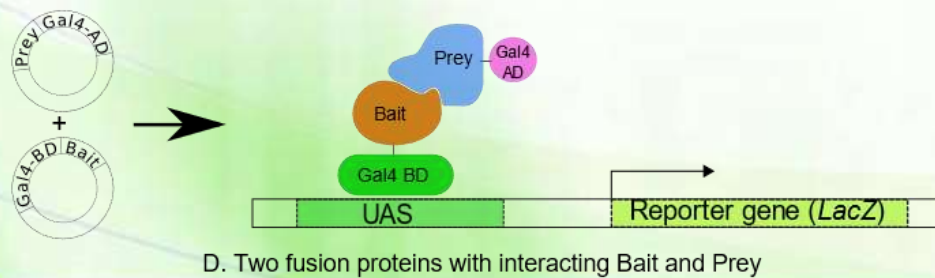 Prey Gal4-AD
+
Gal4-BD Bait
Prey
Gal4
AD
Bait
Gal4 BD
UAS
Reporter gene (LacZ)
D. Two fusion proteins with interacting Bait and Prey